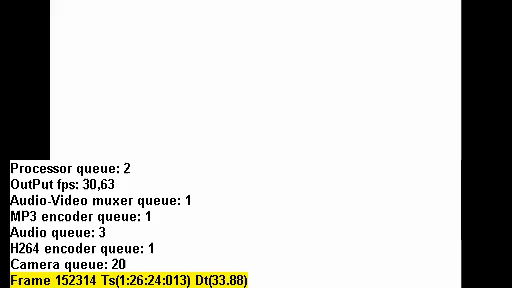 Processor queue: 2
OutPut fps: 30,63
Audio-Video muxer queue: 1
MP3 encoder queue: 1
Audio queue: 3
H264 encoder queue: 1
Camera queue: 20
Frame 152314 Ts(1:26:24:013) Dt(33.88)